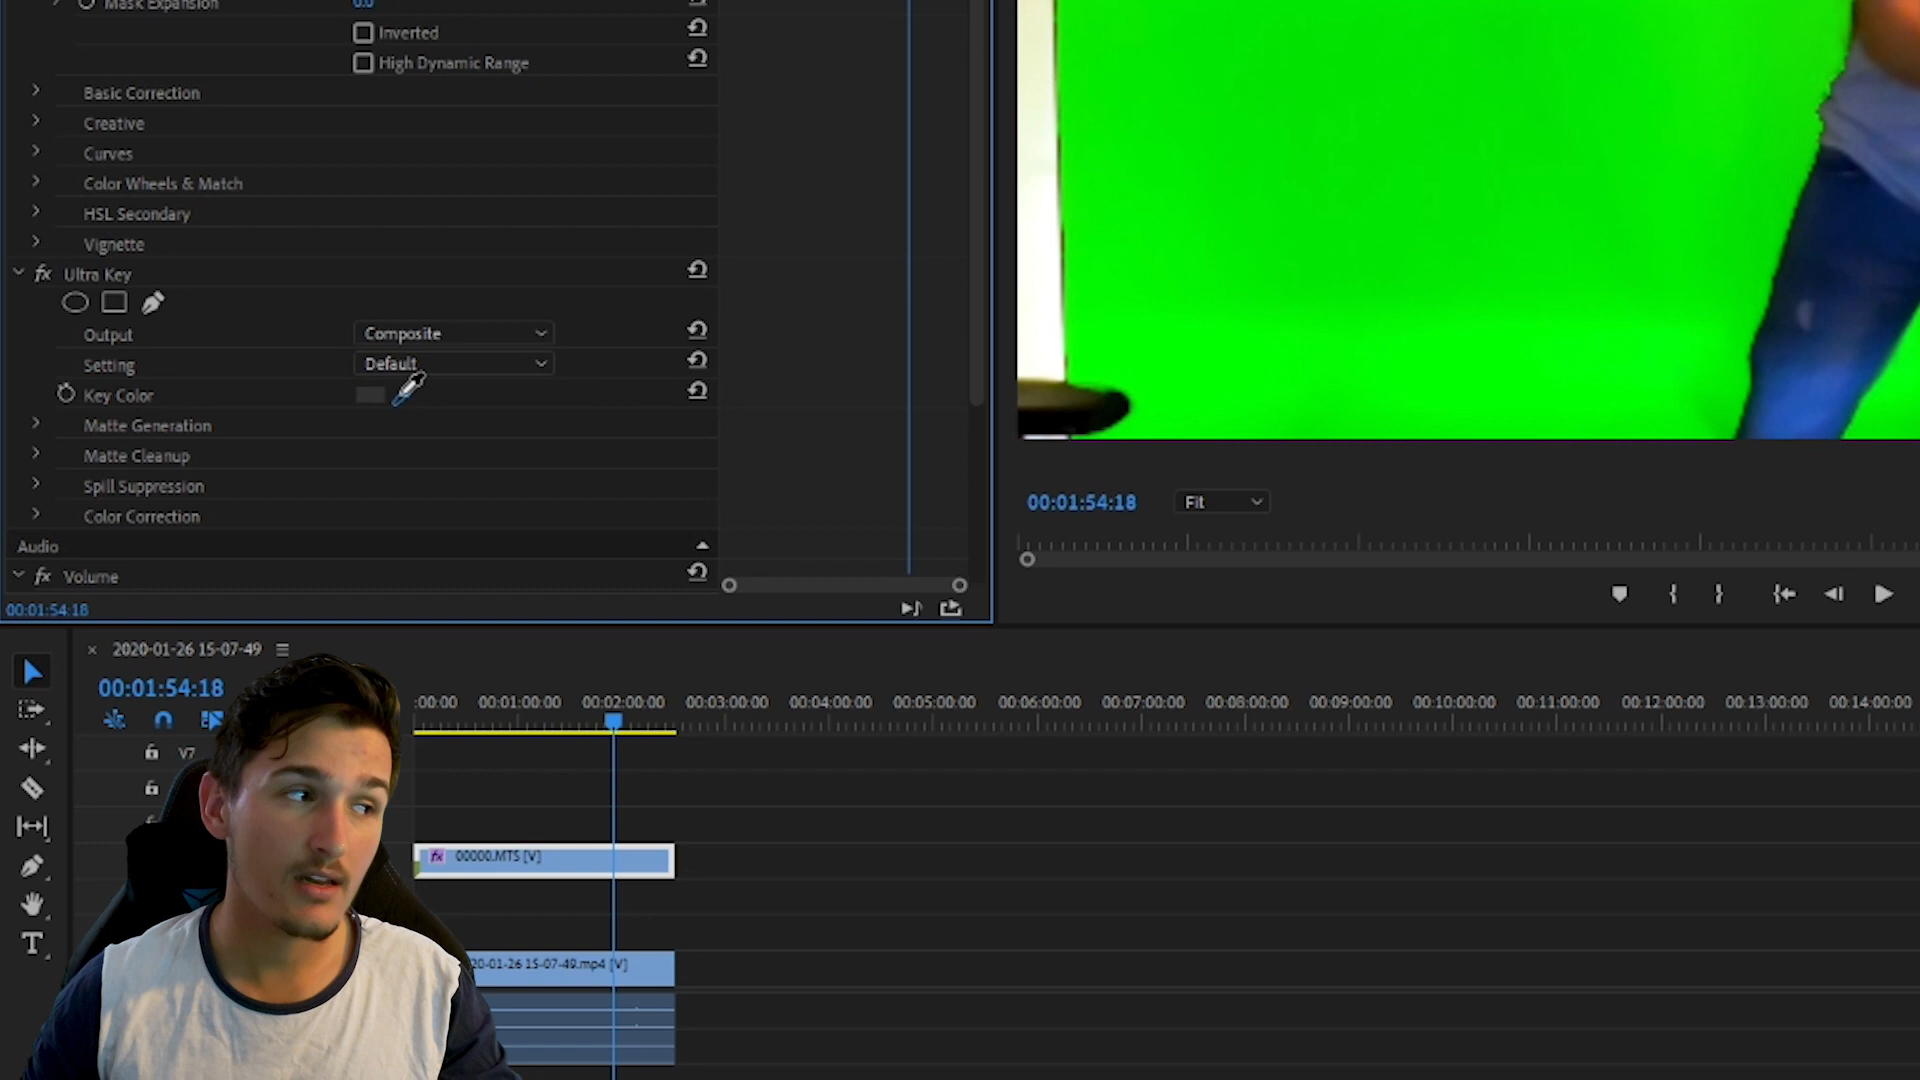 Mask Expansion 0.0
Inverted
High Dynamic Range
Basic Correction
Creative
Curves
Color Wheels & Match
HSL Secondary
Vignette
fx Ultra Key
Output Composite
Setting Default
Key Color
Matte Generation
Matte Cleanup
Spill Suppression
Color Correction
Audio
fx Volume
00:01:54:18
00:01:54:18 Fit
× 2020-01-26 15-07-49
00:01:54:18
:00:00 00:01:00:00 00:02:00:00 00:03:00:00 00:04:00:00 00:05:00:00 00:06:00:00 00:07:00:00 00:08:00:00 00:09:00:00 00:10:00:00 00:11:00:00 00:12:00:00 00:13:00:00 00:14:00:00
V7
fx 00000.MTS [V]
20-01-26 15-07-49.mp4 [V]
T